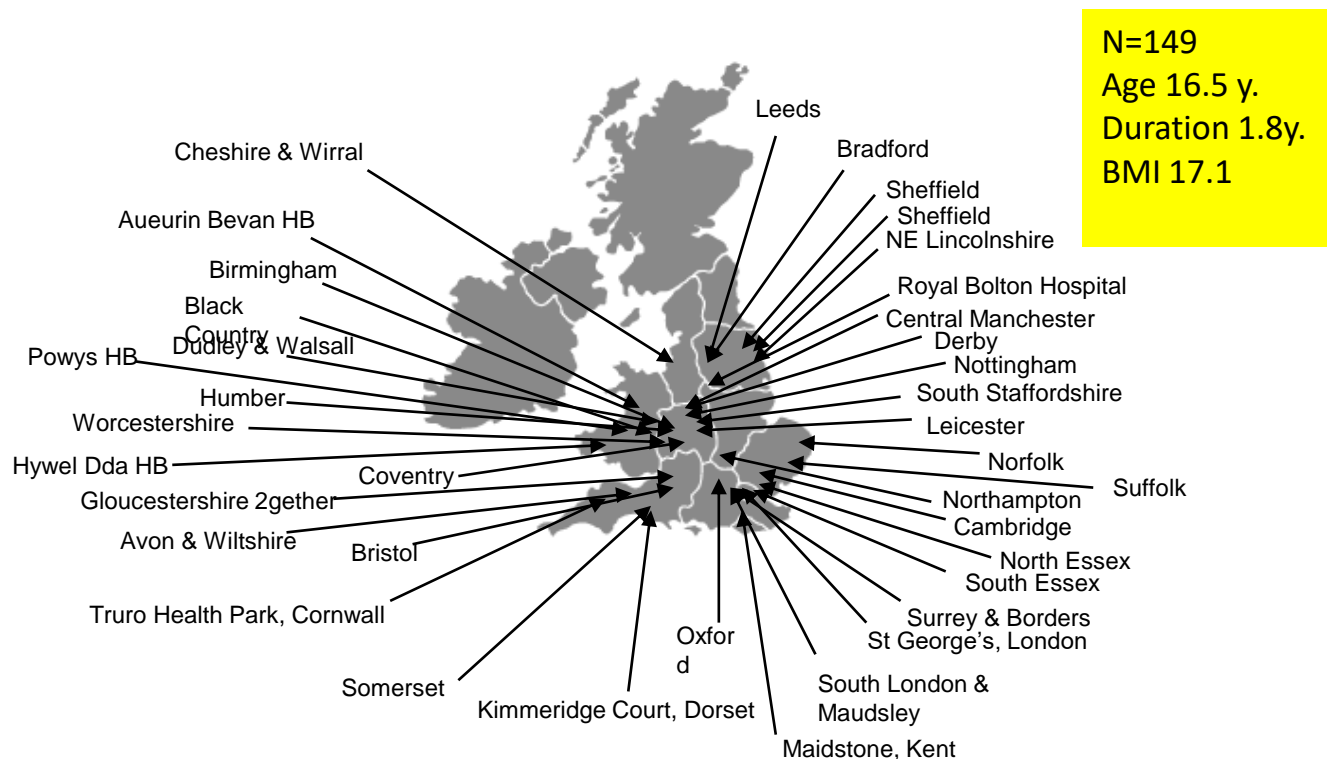 N=149
Age 16.5 y.
Duration 1.8y.
BMI 17.1
Leeds
Bradford
Cheshire & Wirral
Sheffield
Sheffield
Aueurin Bevan HB
NE Lincolnshire
Birmingham
Royal Bolton Hospital
Black
Country
Central Manchester
Derby
Dudley & Walsall
Powys HB
Nottingham
South Staffordshire
Humber
Worcestershire
Leicester
Hywel Dda HB
Norfolk
Coventry
Suffolk
Gloucestershire 2gether
Northampton
Cambridge
Avon & Wiltshire
Bristol
North Essex
South Essex
Truro Health Park, Cornwall
Surrey & Borders
St George's, London
Oxfor
d
Somerset
South London &
Maudsley
Kimmeridge Court, Dorset
Maidstone, Kent